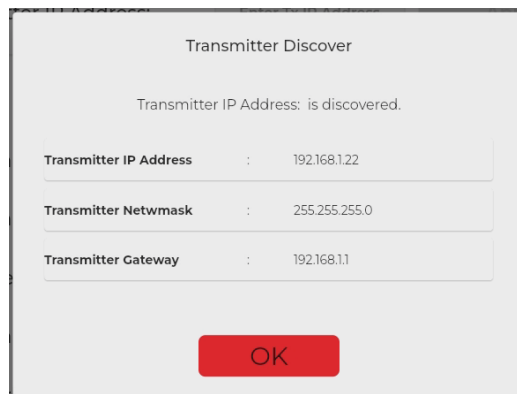 Transmitter Discover
Transmitter IP Address:  is discovered.
Transmitter IP Address : 192.168.1.22
Transmitter Netwmask : 255.255.255.0
Transmitter Gateway : 192.168.1.1
OK